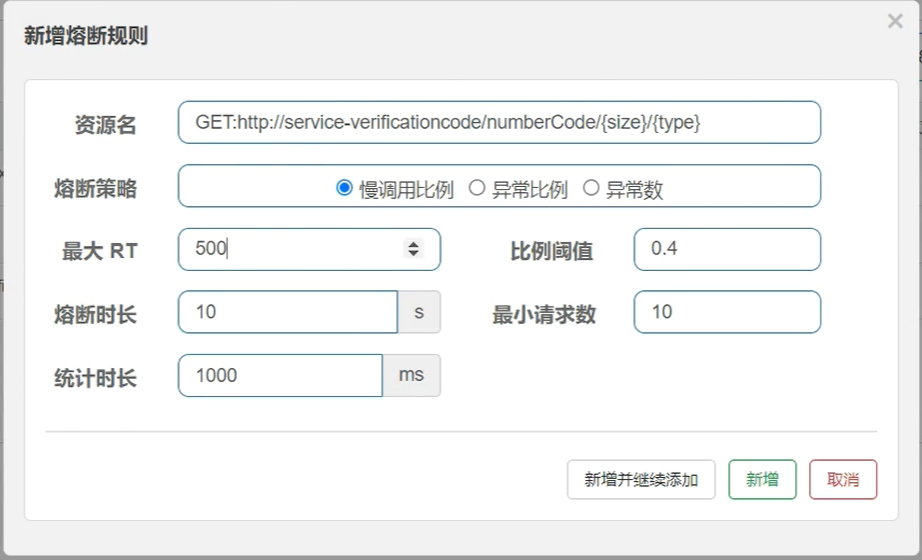 新增熔断规则
资源名 GET:http://service-verificationcode/numberCode/{size}/{type}
熔断策略 慢调用比例 异常比例 异常数
最大 RT 500 比例阈值 0.4
熔断时长 10 s 最小请求数 10
统计时长 1000 ms
新增并继续添加 新增 取消